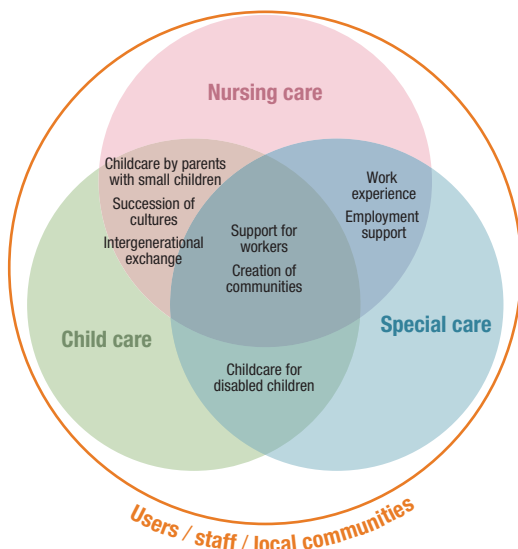 Nursing care
Childcare by parents
with small children
Succession of
cultures
Intergenerational
exchange
Work
experience
Employment
support
Support for
workers
Creation of
communities
Child care
Special care
Childcare for
disabled children
Users / staff / local communities